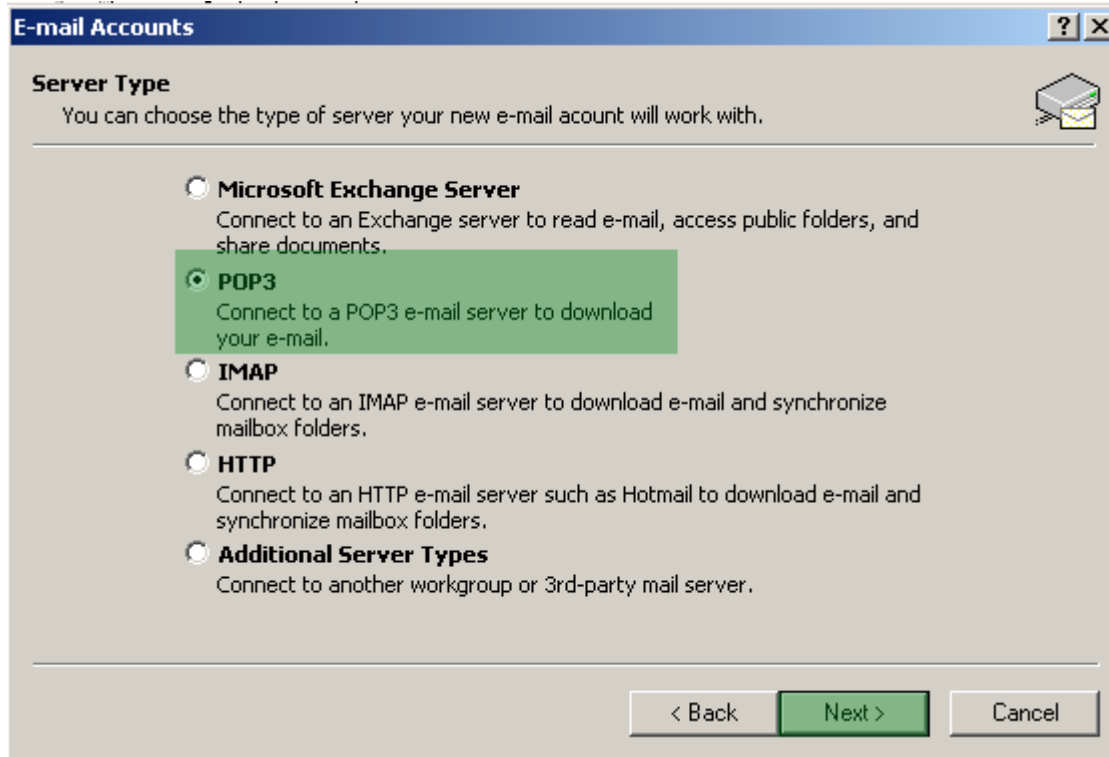 E-mail Accounts
Server Type
You can choose the type of server your new e-mail acount will work with.
Microsoft Exchange Server
Connect to an Exchange server to read e-mail, access public folders, and
share documents.
POP3
Connect to a POP3 e-mail server to download
your e-mail.
IMAP
Connect to an IMAP e-mail server to download e-mail and synchronize
mailbox folders.
HTTP
Connect to an HTTP e-mail server such as Hotmail to download e-mail and
synchronize mailbox folders.
Additional Server Types
Connect to another workgroup or 3rd-party mail server.
< Back Next > Cancel